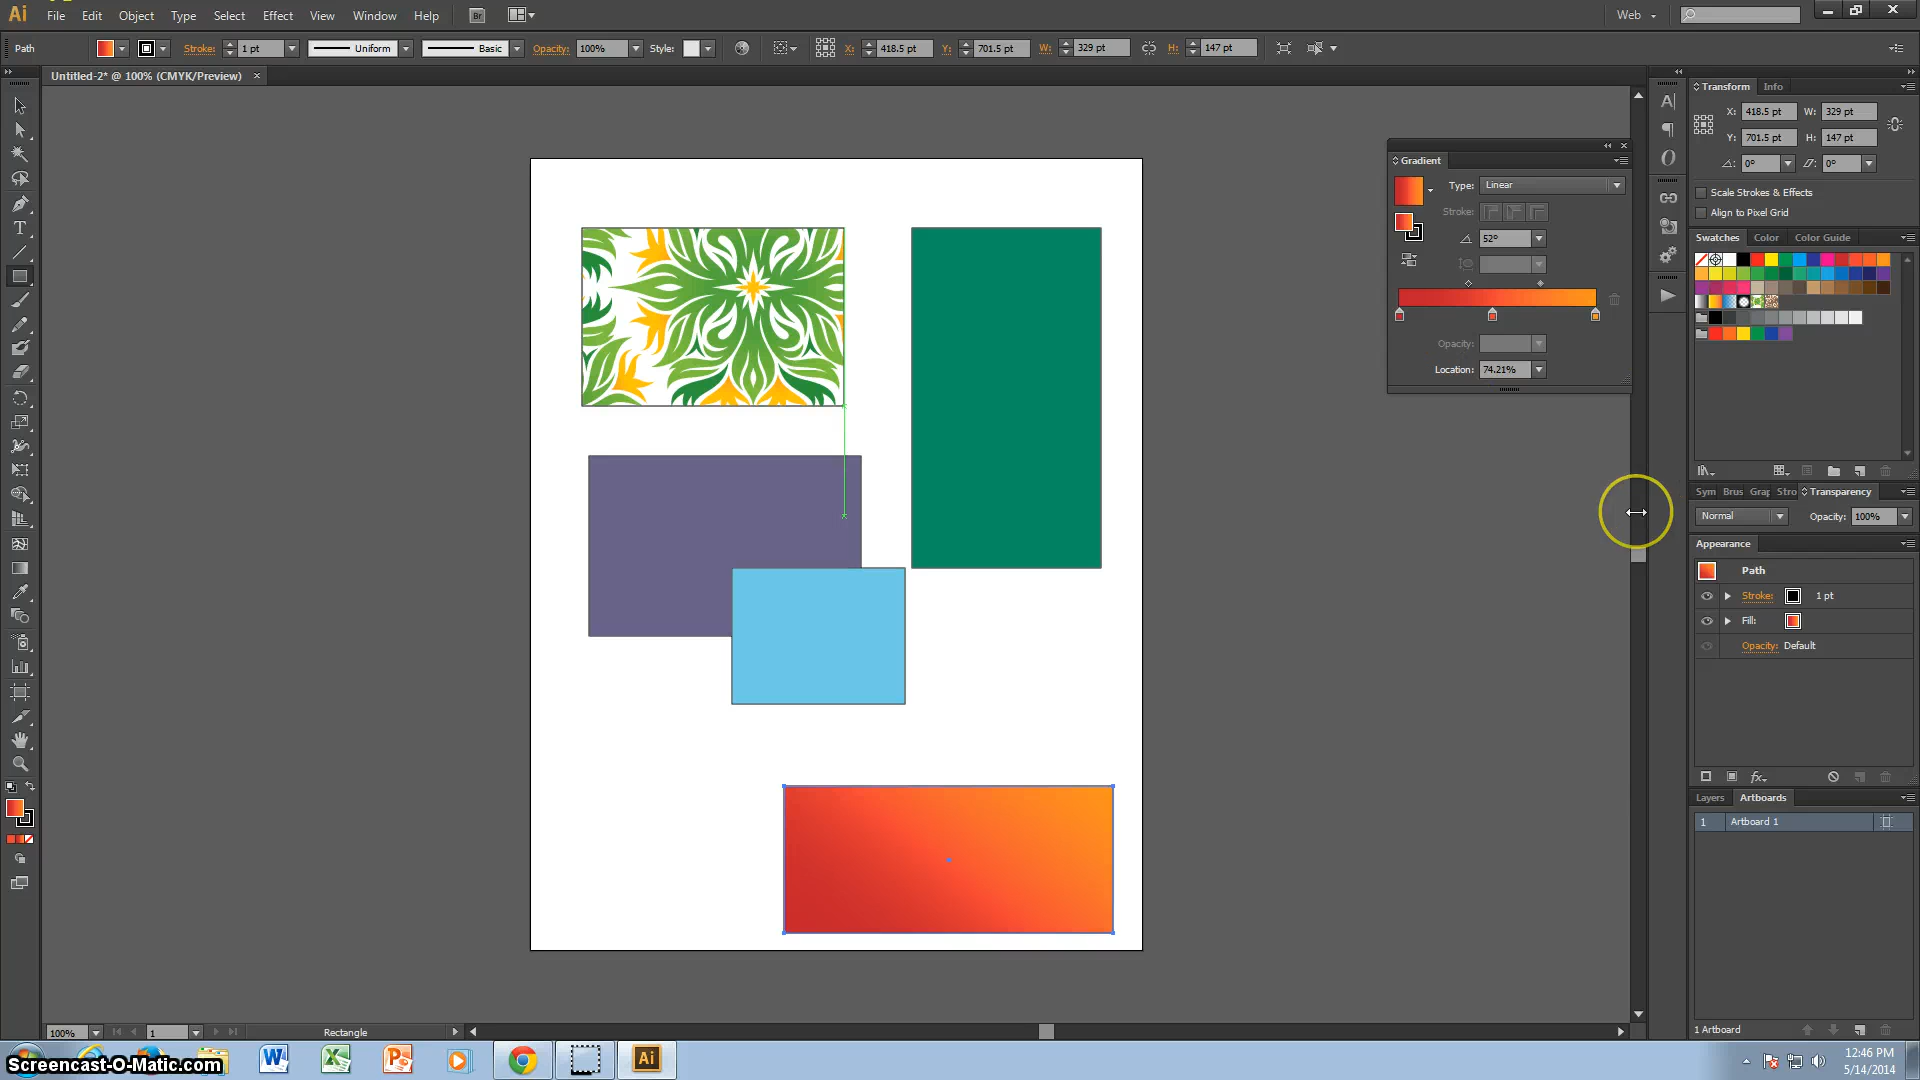 Ai File Edit Object Type Select Effect View Window Help Br Web
Path Stroke: 1 pt Uniform Basic Opacity: 100% Style: X: 418.5 pt Y: 701.5 pt W: 329 pt H: 147 pt
Untitled-2* @ 100% (CMYK/Preview)
Transform Info
X: 418.5 pt W: 329 pt
Y: 701.5 pt H: 147 pt
0° 0°
Scale Strokes & Effects
Align to Pixel Grid
Gradient
Type: Linear
Stroke:
52°
Opacity:
Location: 74.21%
Swatches Color Color Guide
Sym Brus Grap Stro Transparency
Normal Opacity: 100%
Appearance
Path
Stroke: 1 pt
Fill:
Opacity: Default
Layers Artboards
1 Artboard 1
1 Artboard
100% 1 Rectangle
Screencast-O-Matic.com
Ai
12:46 PM
5/14/2014